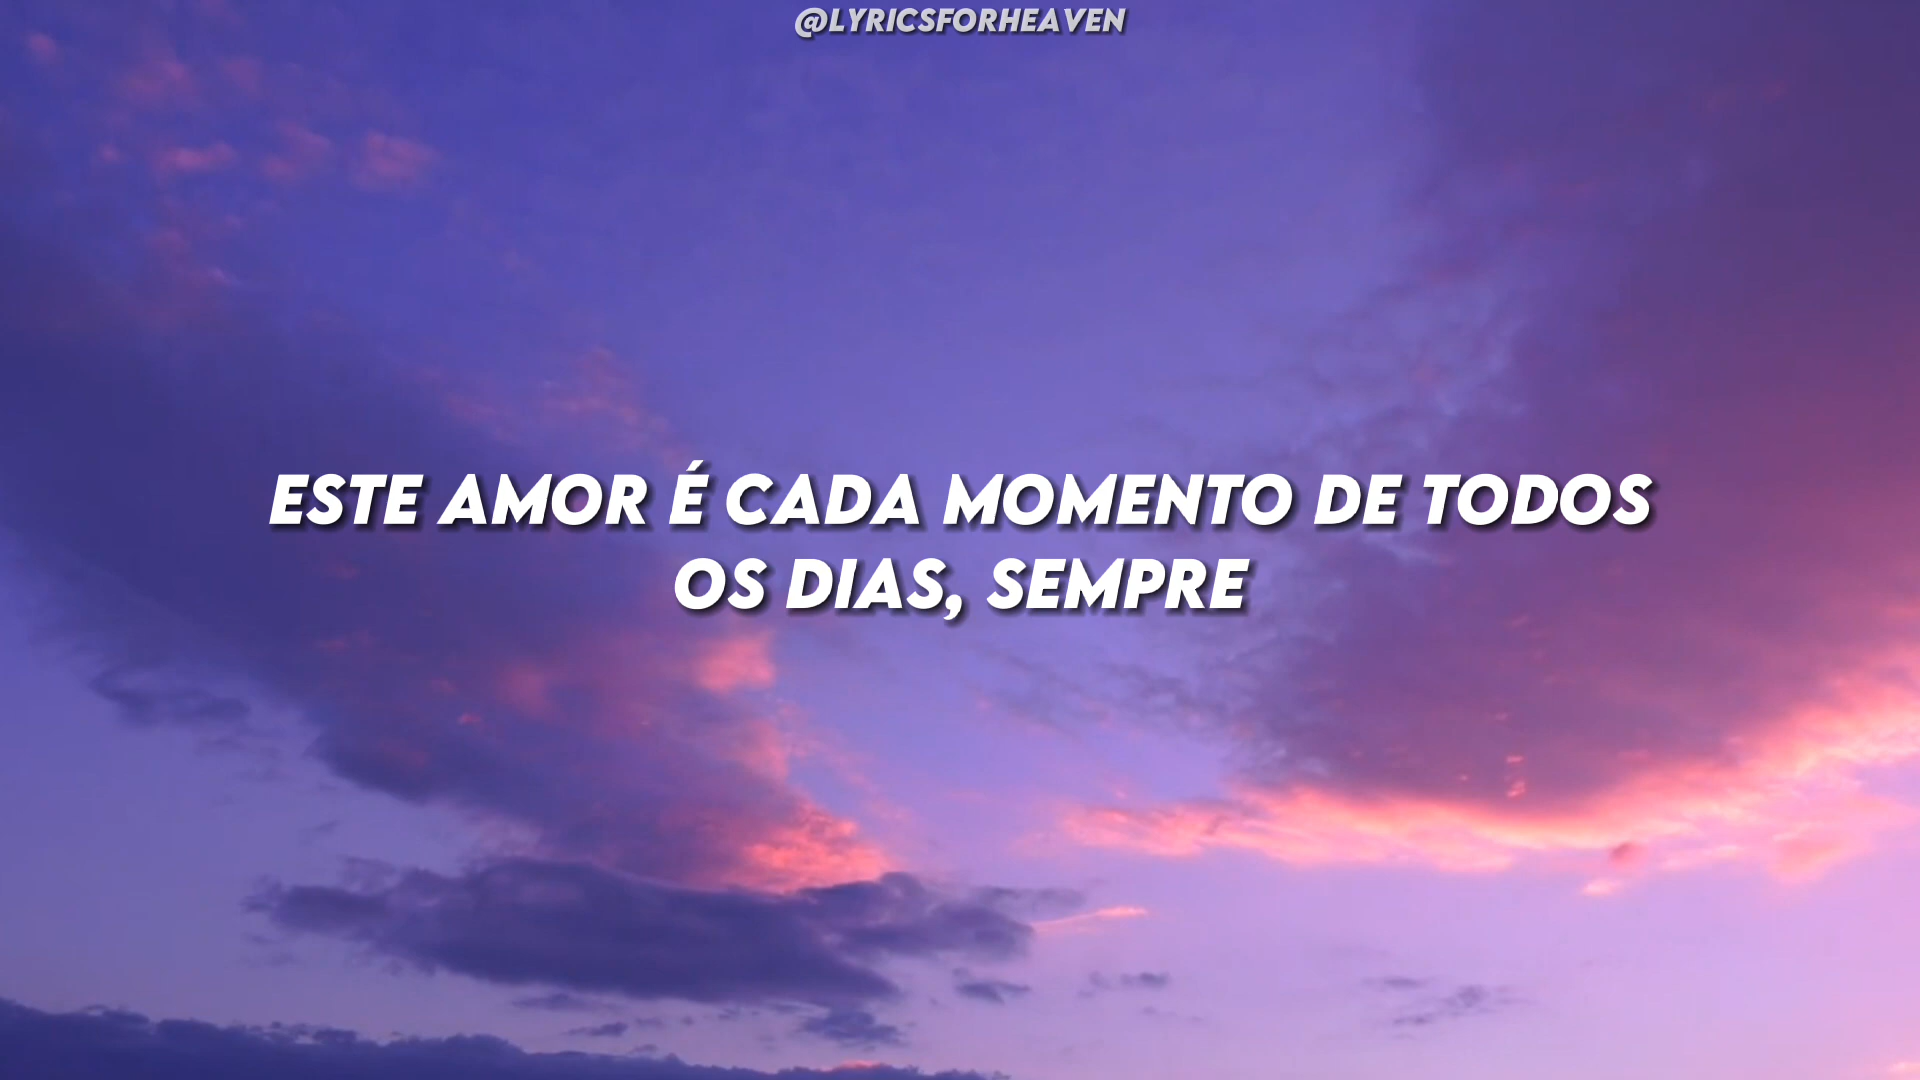 @LYRICSFORHEAVEN
ESTE AMOR É CADA MOMENTO DE TODOS
OS DIAS, SEMPRE